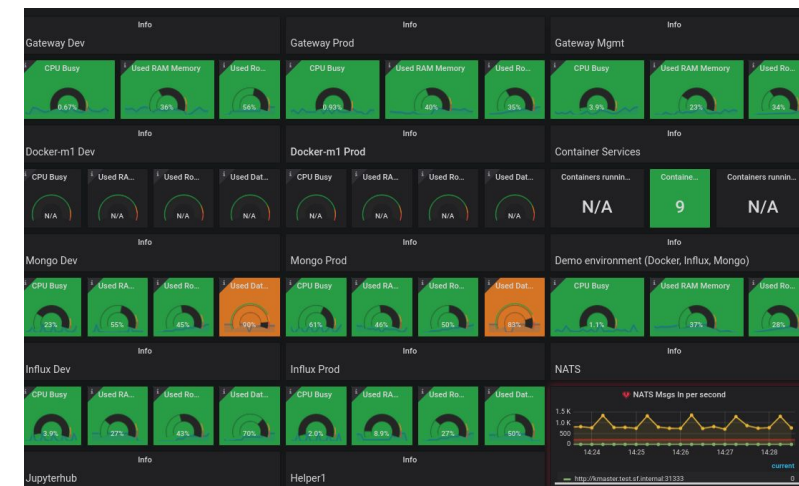 Info
Gateway Dev
Info
Gateway Prod
Info
Gateway Mgmt
CPU Busy
0.67%
Used RAM Memory
36%
Used Ro...
56%
CPU Busy
0.93%
Used RAM Memory
40%
Used Ro...
35%
CPU Busy
3.9%
Used RAM Memory
23%
Used Ro...
34%
Info
Docker-m1 Dev
Info
Docker-m1 Prod
Info
Container Services
CPU Busy
N/A
Used RA...
N/A
Used Ro...
N/A
Used Dat...
N/A
CPU Busy
N/A
Used RA...
N/A
Used Ro...
N/A
Used Dat...
N/A
Containers runnin...
N/A
Containe...
9
Containers runnin...
N/A
Info
Mongo Dev
Info
Mongo Prod
Info
Demo environment (Docker, Influx, Mongo)
CPU Busy
23%
Used RA...
55%
Used Ro...
45%
Used Dat...
90%
CPU Busy
61%
Used RA...
46%
Used Ro...
50%
Used Dat...
83%
CPU Busy
1.1%
Used RAM Memory
37%
Used Ro...
28%
Info
Influx Dev
Info
Influx Prod
Info
NATS
CPU Busy
3.9%
Used RA...
27%
Used Ro...
43%
Used Dat...
70%
CPU Busy
2.0%
Used RA...
8.9%
Used Ro...
27%
Used Dat...
50%
NATS Msgs In per second
1.5 K
1.0 K
500
0
14:24
14:25
14:26
14:27
14:28
current
http://kmaster.test.sf.internal:31333
0
Info
Jupyterhub
Info
Helper1